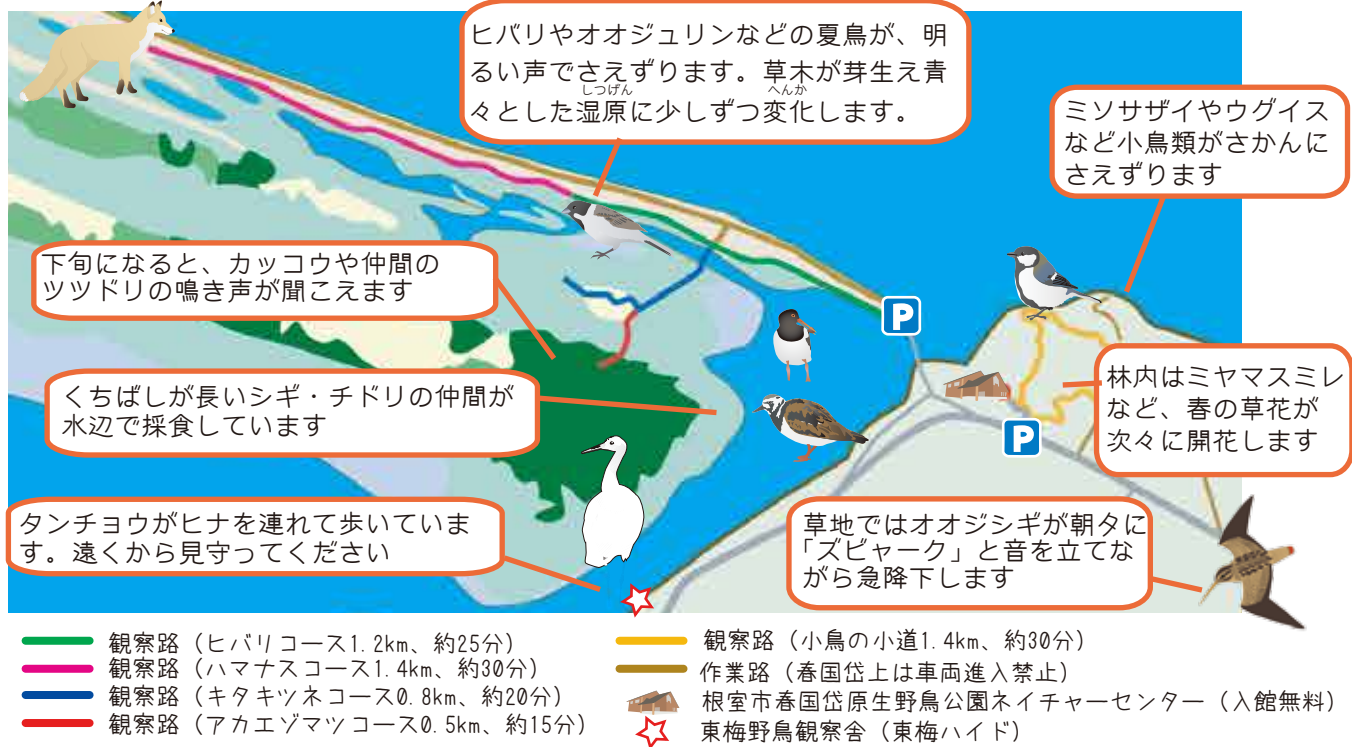 ヒバリやオオジュリンなどの夏鳥が、明
るい声でさえずります。草木が芽生え青
しつげん へんか
々とした湿原に少しずつ変化します。
ミソサザイやウグイス
など小鳥類がさかんに
さえずります
下旬になると、カッコウや仲間の
ツツドリの鳴き声が聞こえます
P
くちばしが長いシギ・チドリの仲間が
水辺で採食しています
林内はミヤマスミレ
など、春の草花が
次々に開花します
P
タンチョウがヒナを連れて歩いていま
す。遠くから見守ってください
草地ではオオジシギが朝夕に
「ズビャーク」と音を立てな
がら急降下します
観察路（ヒバリコース1.2km、約25分）
観察路（ハマナスコース1.4km、約30分）
観察路（キタキツネコース0.8km、約20分）
観察路（アカエゾマツコース0.5km、約15分）
観察路（小鳥の小道1.4km、約30分）
作業路（春国岱上は車両進入禁止）
根室市春国岱原生野鳥公園ネイチャーセンター（入館無料）
東梅野鳥観察舎（東梅ハイド）